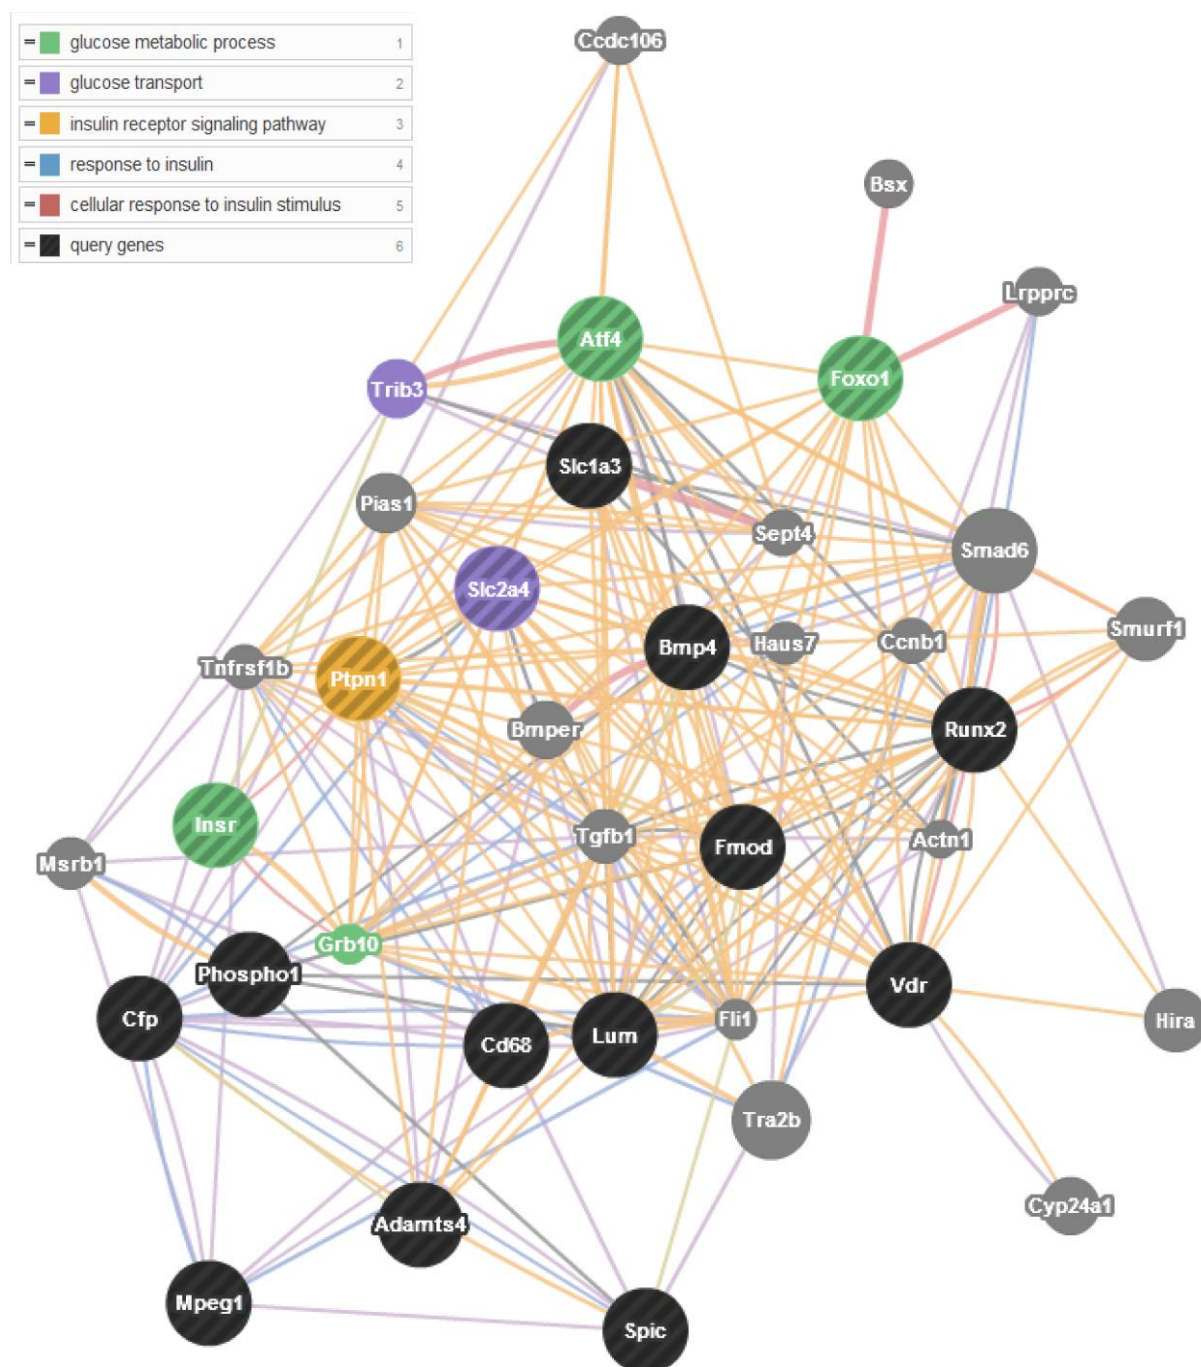 glucose metabolic process 1
glucose transport 2
insulin receptor signaling pathway 3
response to insulin 4
cellular response to insulin stimulus 5
query genes 6
Ccdc106
Bsx
Lrpprc
Atf4
Foxo1
Trib3
Slc1a3
Pias1
Sept4
Smad6
Slc2a4
Smurf1
Bmp4
Haus7
Ccnb1
Tnfrsf1b
Ptpn1
Bmper
Runx2
Insr
Tgfb1
Fmod
Actn1
Msrb1
Grb10
Phospho1
Vdr
Cfp
Cd68
Lum
Fli1
Hira
Tra2b
Cyp24a1
Adamts4
Mpeg1
Spic